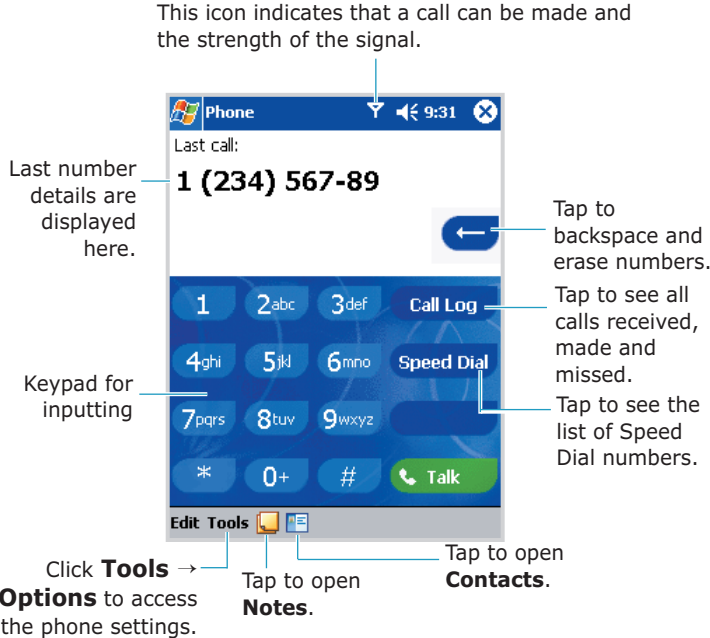 This icon indicates that a call can be made and
the strength of the signal.
Phone
9:31
Last call:
1 (234) 567-89
Last number
details are
displayed
here.
Tap to
backspace and
erase numbers.
1
2abc
3def
Call Log
Tap to see all
calls received,
made and
missed.
4ghi
5jkl
6mno
Speed Dial
Keypad for
inputting
7pqrs
8tuv
9wxyz
Tap to see the
list of Speed
Dial numbers.
*
0+
#
Talk
Edit Tools
Click Tools →
Options to access
the phone settings.
Tap to open
Notes.
Tap to open
Contacts.